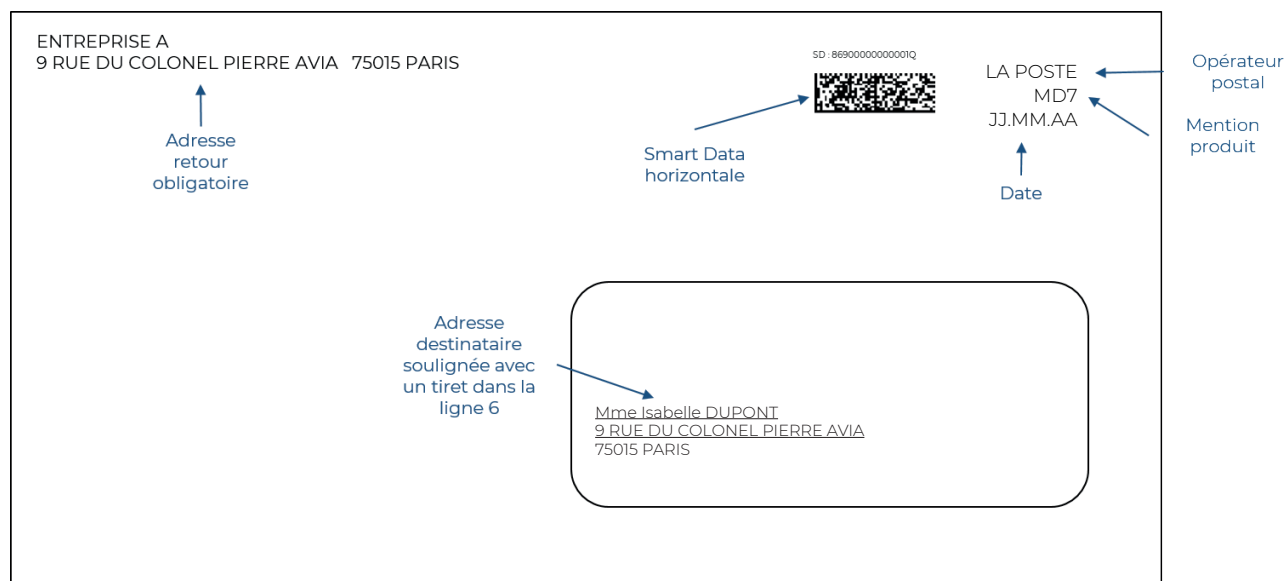 ENTREPRISE A
9 RUE DU COLONEL PIERRE AVIA 75015 PARIS
Adresse
retour
obligatoire
SD : 86900000000001Q
Smart Data
horizontale
LA POSTE
MD7
JJ.MM.AA
Date
Opérateur
postal
Mention
produit
Adresse
destinataire
soulignée avec
un tiret dans la
ligne 6
Mme Isabelle DUPONT
9 RUE DU COLONEL PIERRE AVIA
75015 PARIS